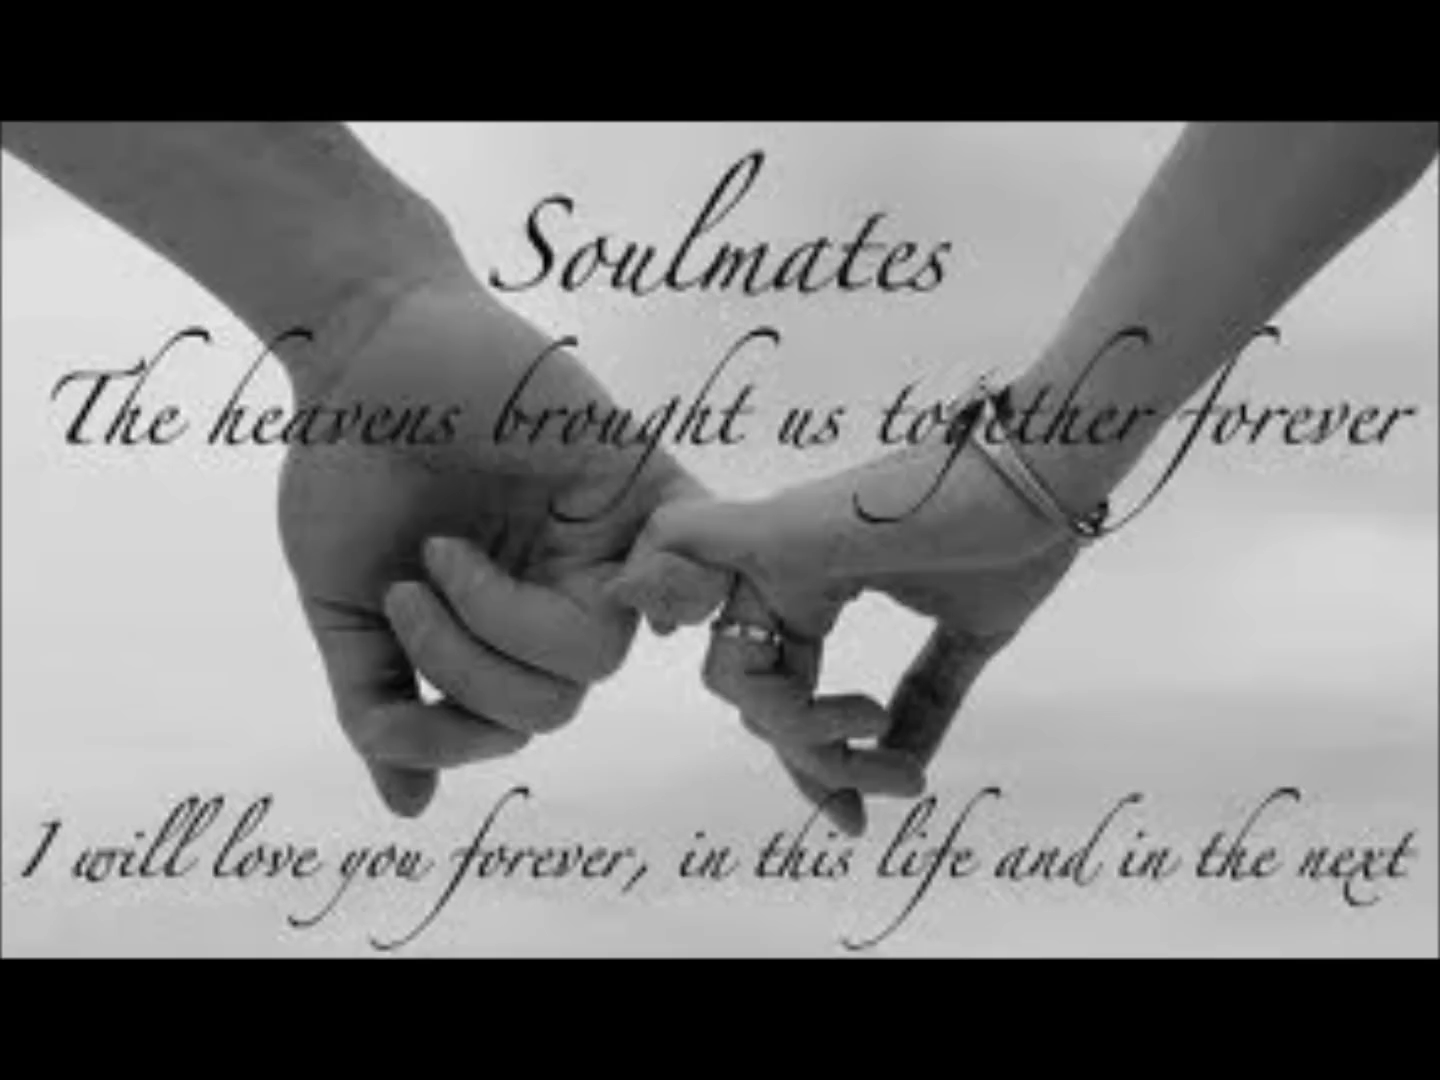 Soulmates
The heavens brought us together forever
I will love you forever, in this life and in the next